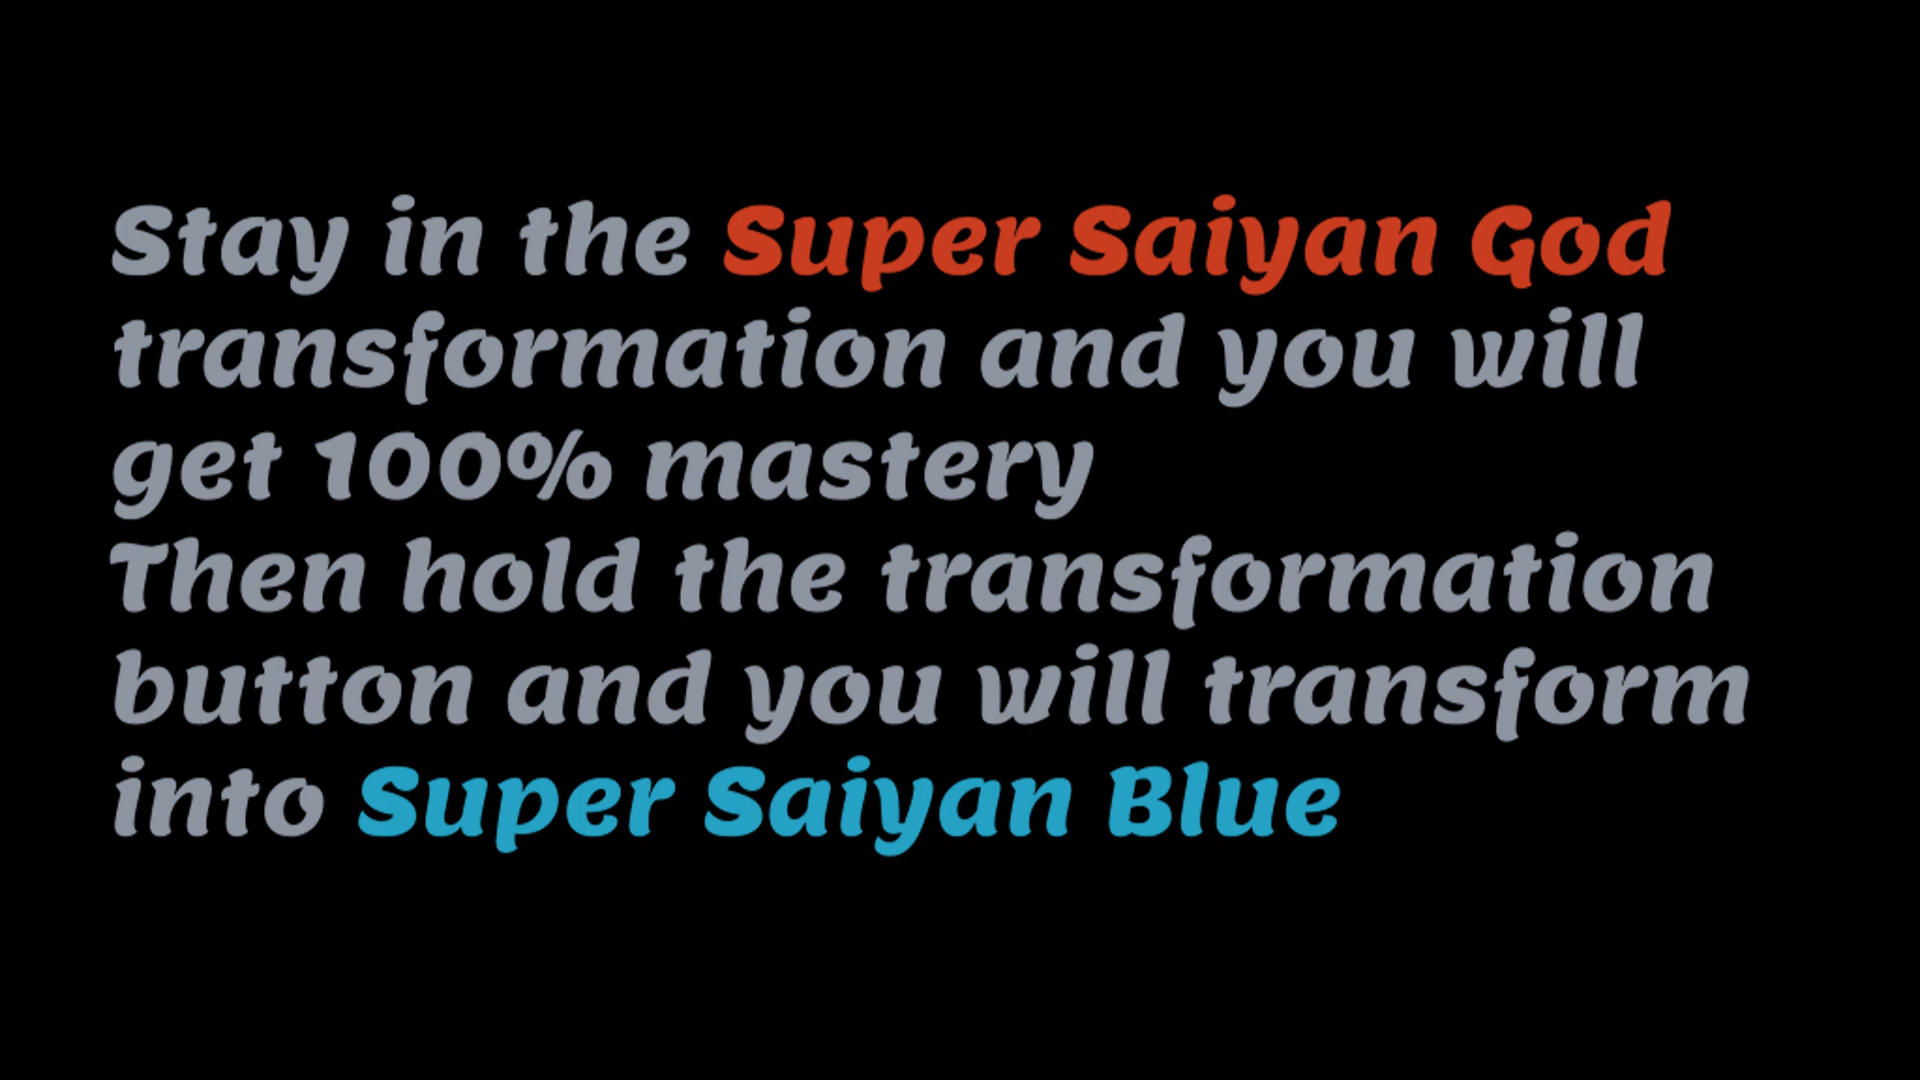 Stay in the Super Saiyan God
transformation and you will
get 100% mastery
Then hold the transformation
button and you will transform
into Super Saiyan Blue